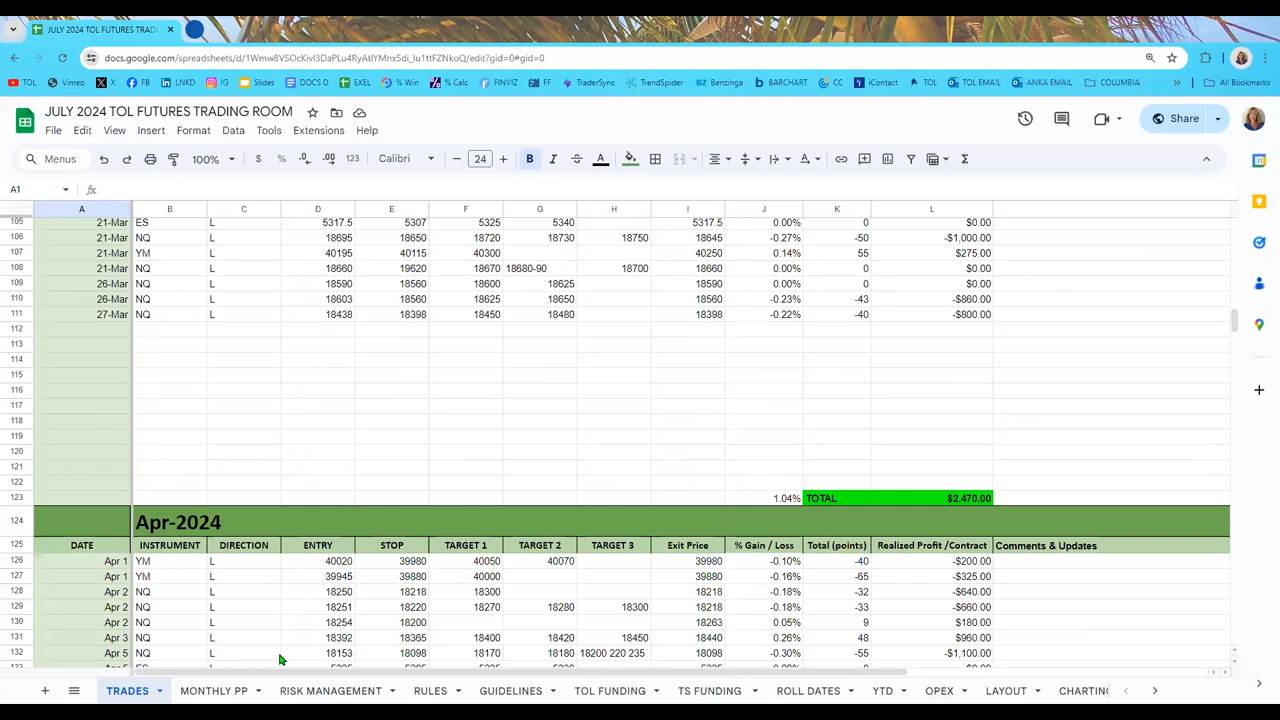 JULY 2024 TOL FUTURES TRADING
docs.google.com/spreadsheets/d/1Wmw8VSOcKivI3DaPLu4RyAtlYMnx5di_lu1ttFZNkoQ/edit?gid=0#gid=0
TOL Vimeo X FB LNKD IG Slides DOCS D EXEL % Win % Calc FINVIZ FF TraderSync TrendSpider Benzinga BARCHART CC iContact TOL TOL EMAIL ANKA EMAIL COLUMBIA All Bookmarks
JULY 2024 TOL FUTURES TRADING ROOM
File Edit View Insert Format Data Tools Extensions Help
Share
Menus 100% $ % .0 .00 123 Calibri 24 B I
A1 fx
A B C D E F G H I J K L
105 21-Mar ES L 5317.5 5307 5325 5340 5317.5 0.00% 0 $0.00
106 21-Mar NQ L 18695 18650 18720 18730 18750 18645 -0.27% -50 -$1,000.00
107 21-Mar YM L 40195 40115 40300 40250 0.14% 55 $275.00
108 21-Mar NQ L 18660 19620 18670 18680-90 18700 18660 0.00% 0 $0.00
109 26-Mar NQ L 18590 18560 18600 18625 18590 0.00% 0 $0.00
110 26-Mar NQ L 18603 18560 18625 18650 18560 -0.23% -43 -$860.00
111 27-Mar NQ L 18438 18398 18450 18480 18398 -0.22% -40 -$800.00
112
113
114
115
116
117
118
119
120
121
122
123 1.04% TOTAL $2,470.00
124 Apr-2024
125 DATE INSTRUMENT DIRECTION ENTRY STOP TARGET 1 TARGET 2 TARGET 3 Exit Price % Gain / Loss Total (points) Realized Profit /Contract Comments & Updates
126 Apr 1 YM L 40020 39980 40050 40070 39980 -0.10% -40 -$200.00
127 Apr 1 YM L 39945 39880 40000 39880 -0.16% -65 -$325.00
128 Apr 2 NQ L 18250 18218 18300 18218 -0.18% -32 -$640.00
129 Apr 2 NQ L 18251 18220 18270 18280 18300 18218 -0.18% -33 -$660.00
130 Apr 2 NQ L 18254 18200 18263 0.05% 9 $180.00
131 Apr 3 NQ L 18392 18365 18400 18420 18450 18440 0.26% 48 $960.00
132 Apr 5 NQ L 18153 18098 18170 18180 18200 220 235 18098 -0.30% -55 -$1,100.00
TRADES MONTHLY PP RISK MANAGEMENT RULES GUIDELINES TOL FUNDING TS FUNDING ROLL DATES YTD OPEX LAYOUT CHARTING